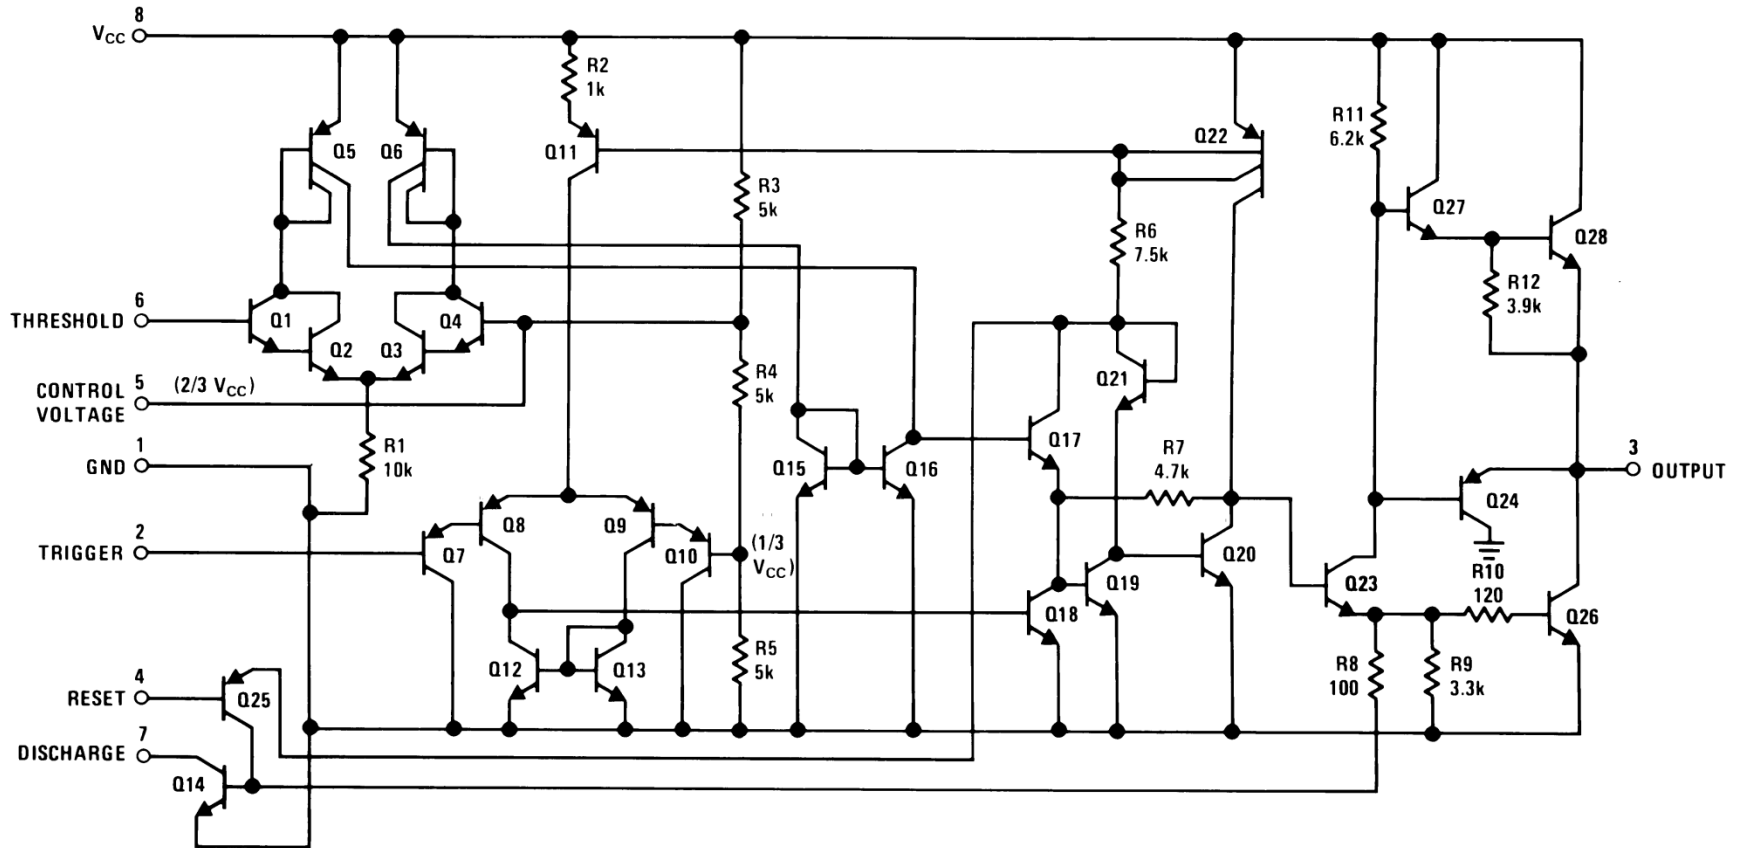 8
VCC
R2
1k
Q5
Q6
Q11
Q22
R11
6.2k
R3
5k
Q27
R6
7.5k
Q28
R12
3.9k
6
THRESHOLD
Q1
Q4
Q2
Q3
R4
5k
Q21
CONTROL
VOLTAGE
5
(2/3 VCC)
R1
10k
1
GND
Q15
Q16
Q17
R7
4.7k
3
OUTPUT
Q24
2
TRIGGER
Q7
Q8
Q9
Q10
(1/3
VCC)
Q18
Q19
Q20
Q23
R10
120
Q26
Q12
Q13
R5
5k
R8
100
R9
3.3k
4
RESET
Q25
7
DISCHARGE
Q14